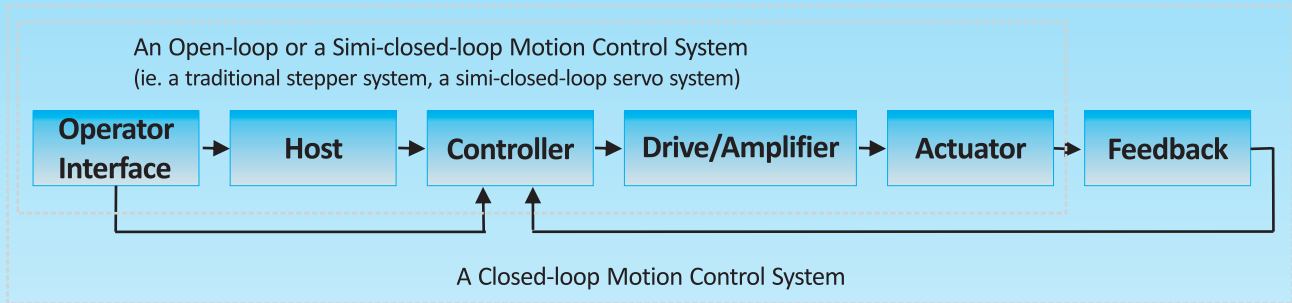 An Open-loop or a Simi-closed-loop Motion Control System
(ie. a traditional stepper system, a simi-closed-loop servo system)
Operator
Interface
Host
Controller
Drive/Amplifier
Actuator
Feedback
A Closed-loop Motion Control System